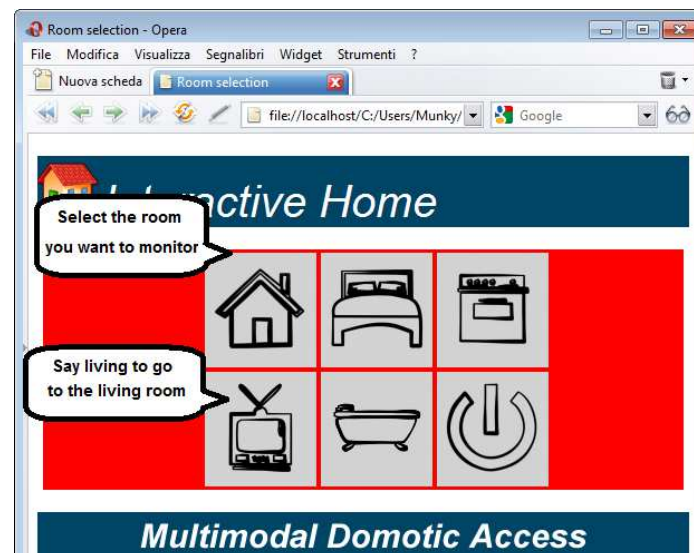 Room selection - Opera
File Modifica Visualizza Segnalibri Widget Strumenti ?
Nuova scheda Room selection
file://localhost/C:/Users/Munky/ Google
active Home
Select the room
you want to monitor
Say living to go
to the living room
Multimodal Domotic Access